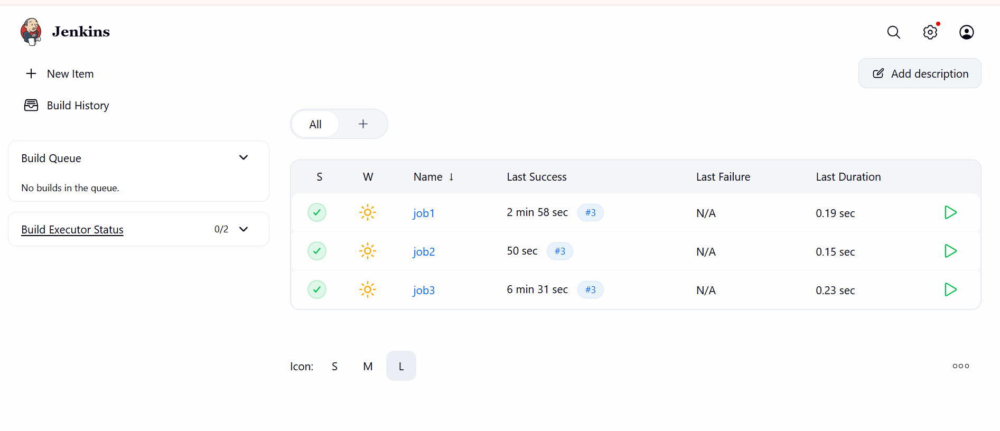 Jenkins
New Item
Build History
Add description
All
Build Queue
No builds in the queue.
Build Executor Status 0/2
S W Name ↓ Last Success Last Failure Last Duration
job1 2 min 58 sec #3 N/A 0.19 sec
job2 50 sec #3 N/A 0.15 sec
job3 6 min 31 sec #3 N/A 0.23 sec
Icon: S M L